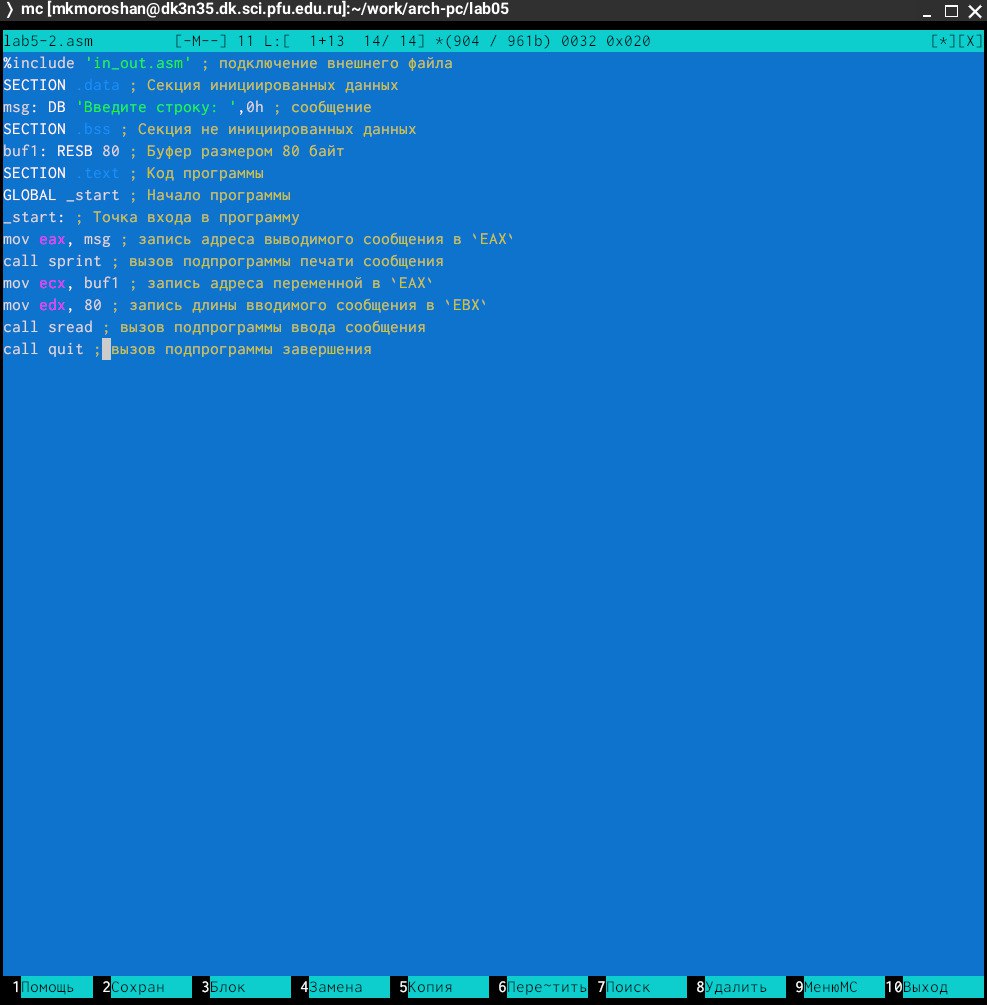 ❭ mc [mkmoroshan@dk3n35.dk.sci.pfu.edu.ru]:~/work/arch-pc/lab05
lab5-2.asm [-M--] 11 L:[ 1+13 14/ 14] *(904 / 961b) 0032 0x020 [*][X]
%include 'in_out.asm' ; подключение внешнего файла
SECTION .data ; Секция инициированных данных
msg: DB 'Введите строку: ',0h ; сообщение
SECTION .bss ; Секция не инициированных данных
buf1: RESB 80 ; Буфер размером 80 байт
SECTION .text ; Код программы
GLOBAL _start ; Начало программы
_start: ; Точка входа в программу
mov eax, msg ; запись адреса выводимого сообщения в `EAX`
call sprint ; вызов подпрограммы печати сообщения
mov ecx, buf1 ; запись адреса переменной в `EAX`
mov edx, 80 ; запись длины вводимого сообщения в `EBX`
call sread ; вызов подпрограммы ввода сообщения
call quit ; вызов подпрограммы завершения
1Помощь 2Сохран 3Блок 4Замена 5Копия 6Пере~тить 7Поиск 8Удалить 9МенюMC 10Выход